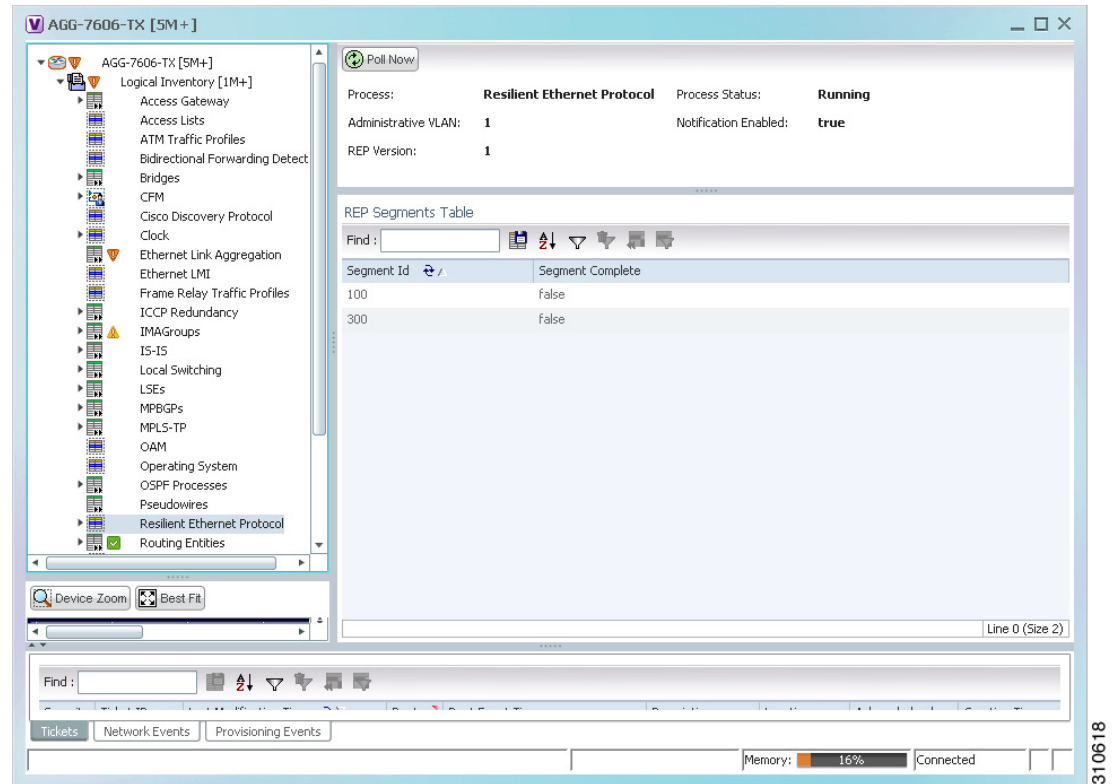 V AGG-7606-TX [5M+]
AGG-7606-TX [5M+]
Logical Inventory [1M+]
Access Gateway
Access Lists
ATM Traffic Profiles
Bidirectional Forwarding Detect
Bridges
CFM
Cisco Discovery Protocol
Clock
Ethernet Link Aggregation
Ethernet LMI
Frame Relay Traffic Profiles
ICCP Redundancy
IMAGroups
IS-IS
Local Switching
LSEs
MPBGPs
MPLS-TP
OAM
Operating System
OSPF Processes
Pseudowires
Resilient Ethernet Protocol
Routing Entities
Device Zoom Best Fit
Poll Now
Process: Resilient Ethernet Protocol Process Status: Running
Administrative VLAN: 1 Notification Enabled: true
REP Version: 1
REP Segments Table
Find :
Segment Id Segment Complete
100 false
300 false
Line 0 (Size 2)
Find :
Tickets Network Events Provisioning Events
Memory: 16% Connected
310618